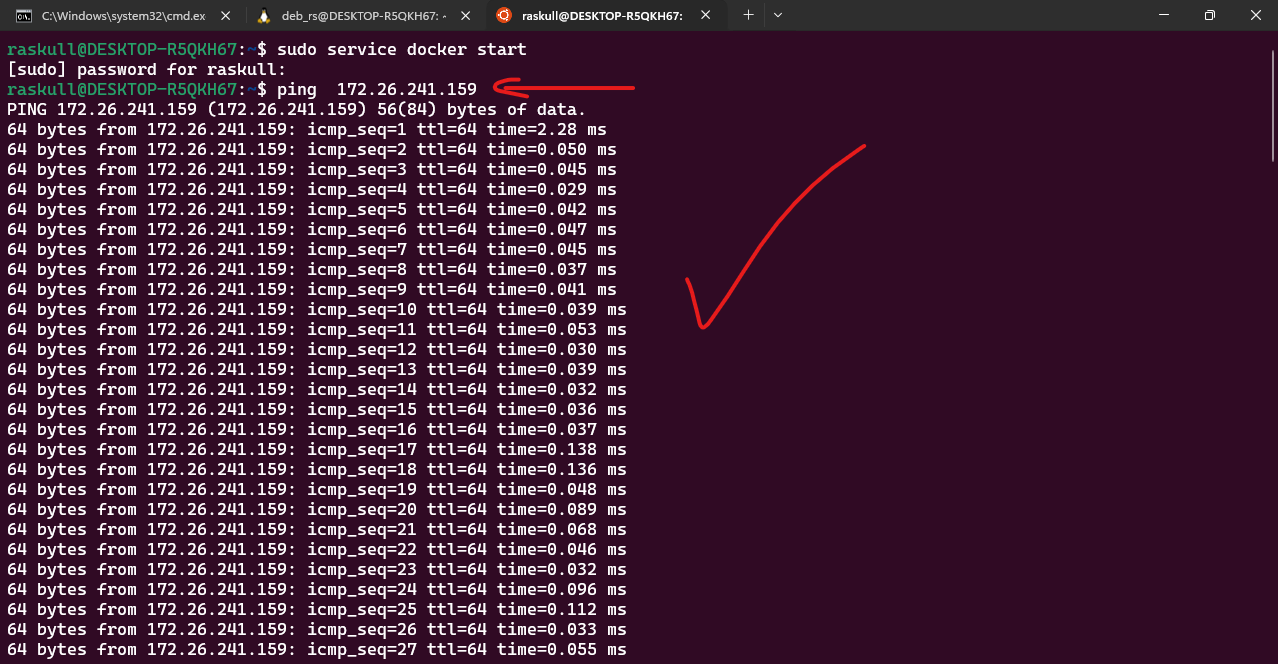 C:\Windows\system32\cmd.ex
deb_rs@DESKTOP-R5QKH67: ~
raskull@DESKTOP-R5QKH67:
raskull@DESKTOP-R5QKH67:~$ sudo service docker start
[sudo] password for raskull:
raskull@DESKTOP-R5QKH67:~$ ping  172.26.241.159
PING 172.26.241.159 (172.26.241.159) 56(84) bytes of data.
64 bytes from 172.26.241.159: icmp_seq=1 ttl=64 time=2.28 ms
64 bytes from 172.26.241.159: icmp_seq=2 ttl=64 time=0.050 ms
64 bytes from 172.26.241.159: icmp_seq=3 ttl=64 time=0.045 ms
64 bytes from 172.26.241.159: icmp_seq=4 ttl=64 time=0.029 ms
64 bytes from 172.26.241.159: icmp_seq=5 ttl=64 time=0.042 ms
64 bytes from 172.26.241.159: icmp_seq=6 ttl=64 time=0.047 ms
64 bytes from 172.26.241.159: icmp_seq=7 ttl=64 time=0.045 ms
64 bytes from 172.26.241.159: icmp_seq=8 ttl=64 time=0.037 ms
64 bytes from 172.26.241.159: icmp_seq=9 ttl=64 time=0.041 ms
64 bytes from 172.26.241.159: icmp_seq=10 ttl=64 time=0.039 ms
64 bytes from 172.26.241.159: icmp_seq=11 ttl=64 time=0.053 ms
64 bytes from 172.26.241.159: icmp_seq=12 ttl=64 time=0.030 ms
64 bytes from 172.26.241.159: icmp_seq=13 ttl=64 time=0.039 ms
64 bytes from 172.26.241.159: icmp_seq=14 ttl=64 time=0.032 ms
64 bytes from 172.26.241.159: icmp_seq=15 ttl=64 time=0.036 ms
64 bytes from 172.26.241.159: icmp_seq=16 ttl=64 time=0.037 ms
64 bytes from 172.26.241.159: icmp_seq=17 ttl=64 time=0.138 ms
64 bytes from 172.26.241.159: icmp_seq=18 ttl=64 time=0.136 ms
64 bytes from 172.26.241.159: icmp_seq=19 ttl=64 time=0.048 ms
64 bytes from 172.26.241.159: icmp_seq=20 ttl=64 time=0.089 ms
64 bytes from 172.26.241.159: icmp_seq=21 ttl=64 time=0.068 ms
64 bytes from 172.26.241.159: icmp_seq=22 ttl=64 time=0.046 ms
64 bytes from 172.26.241.159: icmp_seq=23 ttl=64 time=0.032 ms
64 bytes from 172.26.241.159: icmp_seq=24 ttl=64 time=0.096 ms
64 bytes from 172.26.241.159: icmp_seq=25 ttl=64 time=0.112 ms
64 bytes from 172.26.241.159: icmp_seq=26 ttl=64 time=0.033 ms
64 bytes from 172.26.241.159: icmp_seq=27 ttl=64 time=0.055 ms